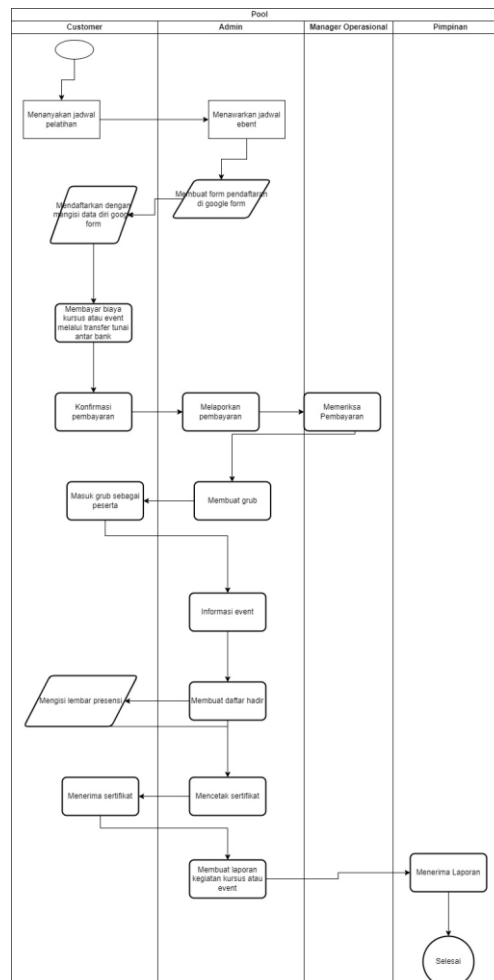 Pool
Customer
Admin
Manager Operasional
Pimpinan
Menanyakan jadwal
pelatihan
Menawarkan jadwal
ebent
Membuat form pendaftaran
di google form
Mendaftarkan dengan
mengisi data diri google
form
Membayar biaya
kursus atau event
melalui transfer tunai
antar bank
Konfirmasi
pembayaran
Melaporkan
pembayaran
Memeriksa
Pembayaran
Masuk grub sebagai
peserta
Membuat grub
Informasi event
Mengisi lembar presensi
Membuat daftar hadir
Menerima sertifikat
Mencetak sertifikat
Membuat laporan
kegiatan kursus atau
event
Menerima Laporan
Selesai